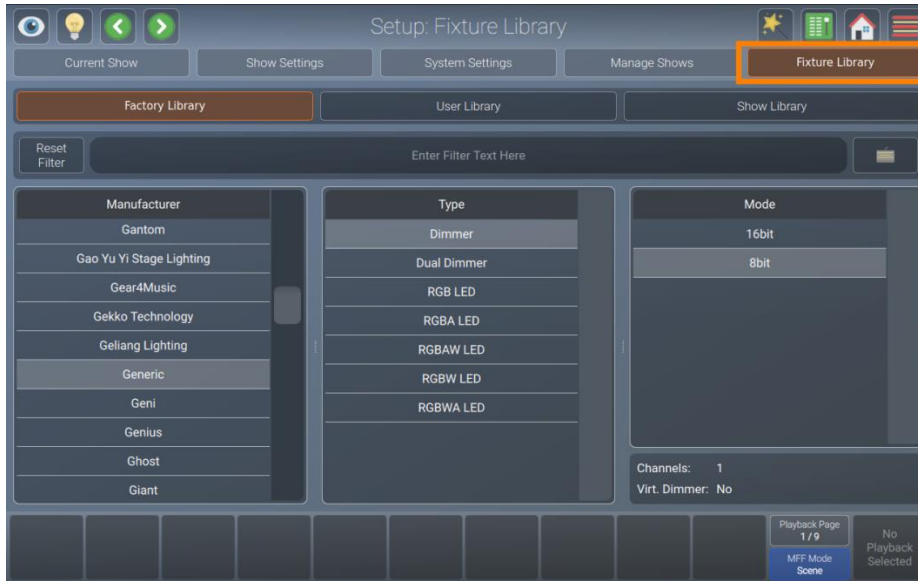 Setup: Fixture Library
Current Show
Show Settings
System Settings
Manage Shows
Fixture Library
Factory Library
User Library
Show Library
Reset
Filter
Enter Filter Text Here
Manufacturer
Gantom
Gao Yu Yi Stage Lighting
Gear4Music
Gekko Technology
Geliang Lighting
Generic
Geni
Genius
Ghost
Giant
Type
Dimmer
Dual Dimmer
RGB LED
RGBA LED
RGBAW LED
RGBW LED
RGBWA LED
Mode
16bit
8bit
Channels: 1
Virt. Dimmer: No
Playback Page
1/9
MFF Mode
Scene
No
Playback
Selected